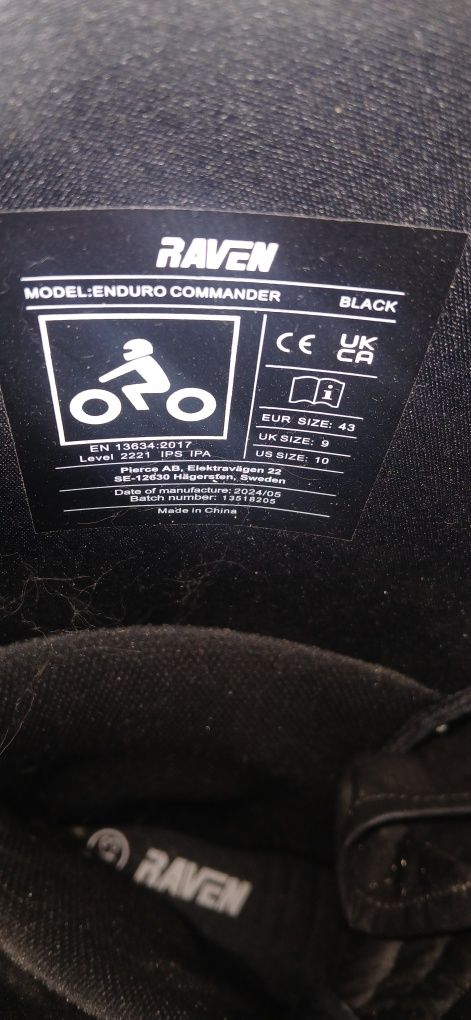 RAVEN
MODEL:ENDURO COMMANDER BLACK
CE UK
CA
i
EUR SIZE: 43
UK SIZE: 9
US SIZE: 10
EN 13634:2017
Level 2221 IPS IPA
Pierce AB, Elektravägen 22
SE-12630 Hägersten, Sweden
Date of manufacture: 2024/05
Batch number: 13518205
Made in China
RAVEN